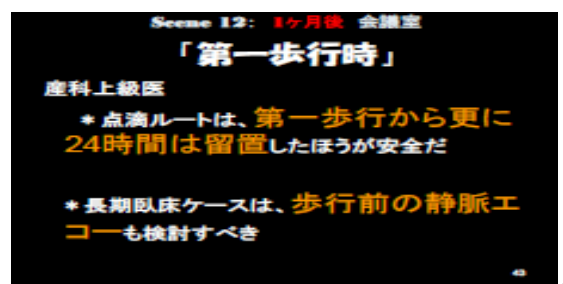 Scene 12: 1ヶ月後 会議室
「第一歩行時」
産科上級医
＊点滴ルートは、第一歩行から更に
24時間は留置したほうが安全だ
＊長期臥床ケースは、歩行前の静脈エ
コーも検討すべき
43